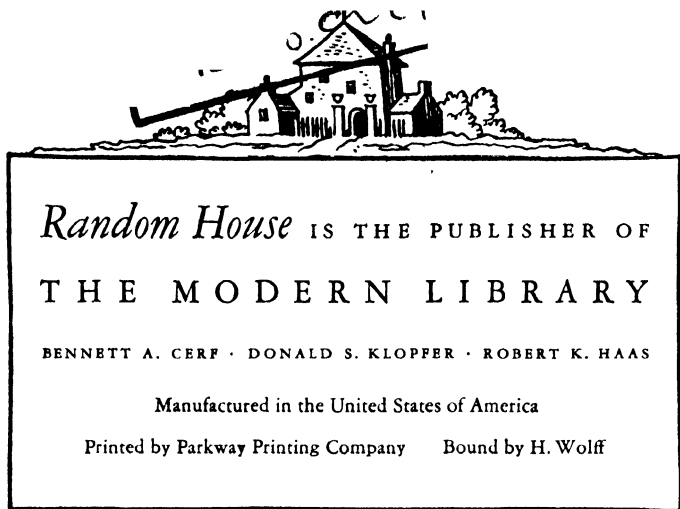 Random House IS THE PUBLISHER OF
THE MODERN LIBRARY
BENNETT A. CERF · DONALD S. KLOPFER · ROBERT K. HAAS
Manufactured in the United States of America
Printed by Parkway Printing Company Bound by H. Wolff